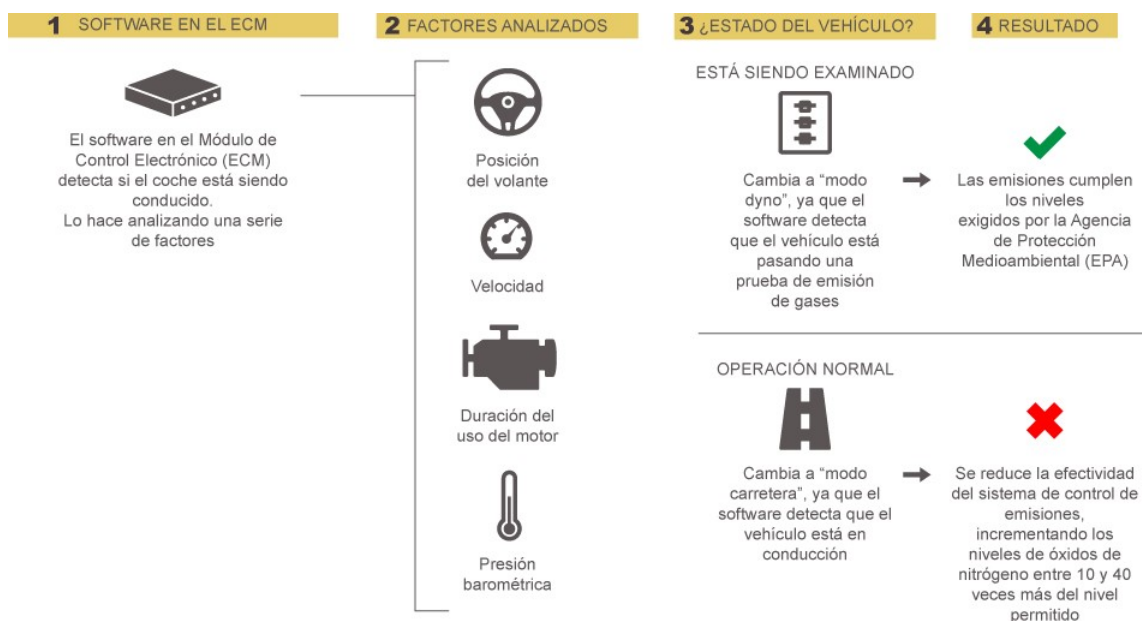 1 SOFTWARE EN EL ECM
El software en el Módulo de
Control Electrónico (ECM)
detecta si el coche está siendo
conducido.
Lo hace analizando una serie
de factores
2 FACTORES ANALIZADOS
Posición
del volante
Velocidad
Duración del
uso del motor
Presión
barométrica
3 ¿ESTADO DEL VEHÍCULO?
4 RESULTADO
ESTÁ SIENDO EXAMINADO
Cambia a “modo
dyno”, ya que el
software detecta
que el vehículo está
pasando una
prueba de emisión
de gases
Las emisiones cumplen
los niveles
exigidos por la Agencia
de Protección
Medioambiental (EPA)
OPERACIÓN NORMAL
Cambia a “modo
carretera”, ya que el
software detecta que el
vehículo está en
conducción
Se reduce la efectividad
del sistema de control de
emisiones,
incrementando los
niveles de óxidos de
nitrógeno entre 10 y 40
veces más del nivel
permitido